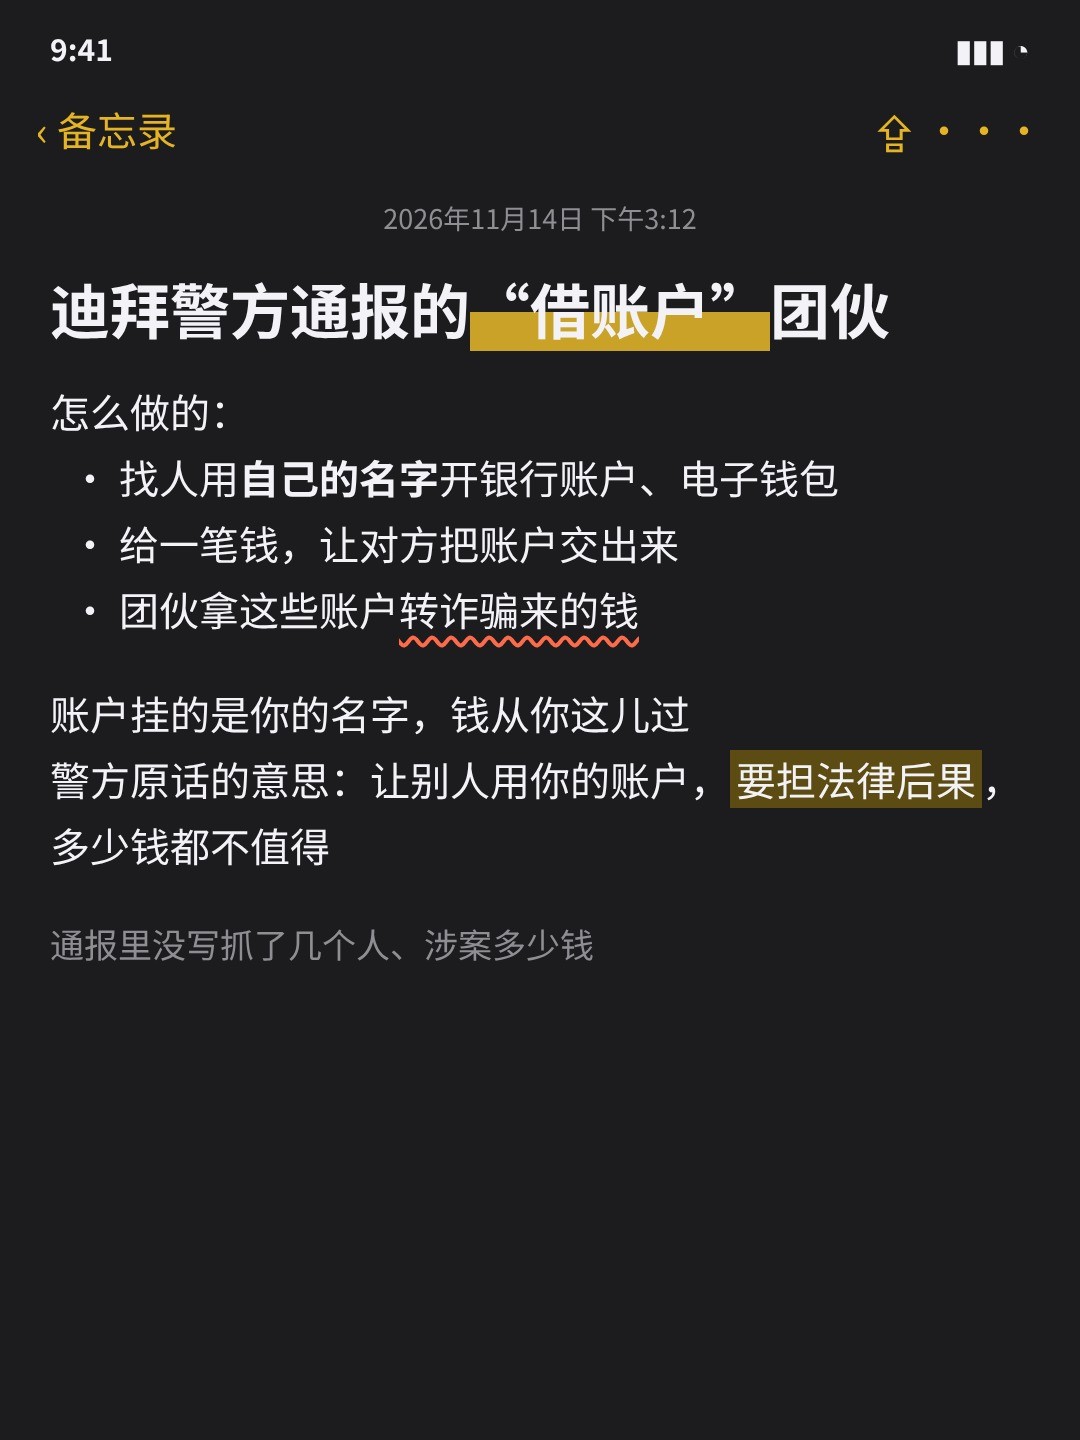 9:41
‹ 备忘录
2026年11月14日 下午3:12
迪拜警方通报的“借账户”团伙
怎么做的：
• 找人用自己的名字开银行账户、电子钱包
• 给一笔钱，让对方把账户交出来
• 团伙拿这些账户转诈骗来的钱
账户挂的是你的名字，钱从你这儿过
警方原话的意思：让别人用你的账户，要担法律后果，
多少钱都不值得
通报里没写抓了几个人、涉案多少钱